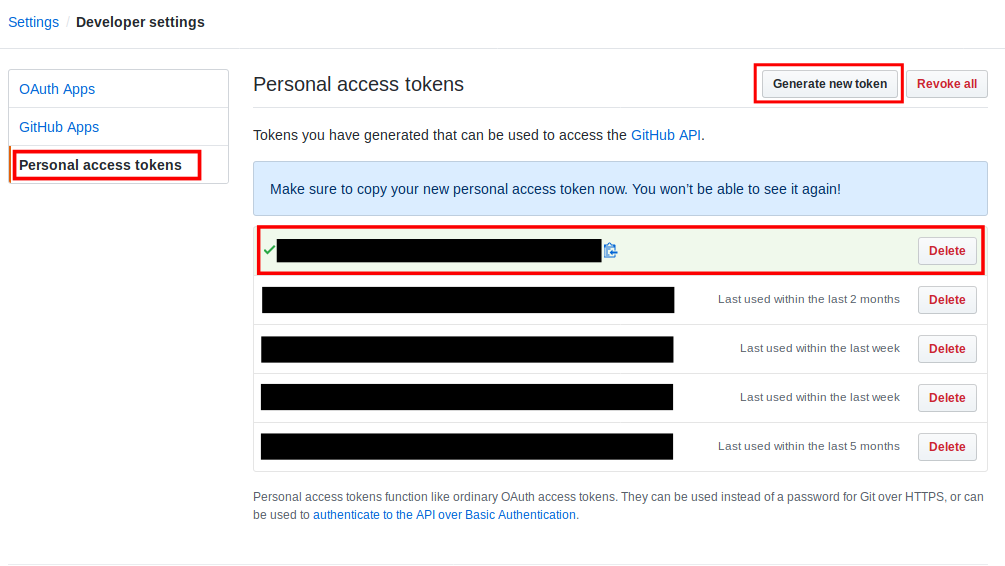 Settings / Developer settings
OAuth Apps
GitHub Apps
Personal access tokens
Personal access tokens
Generate new token
Revoke all
Tokens you have generated that can be used to access the GitHub API.
Make sure to copy your new personal access token now. You won’t be able to see it again!
Delete
Last used within the last 2 months Delete
Last used within the last week Delete
Last used within the last week Delete
Last used within the last 5 months Delete
Personal access tokens function like ordinary OAuth access tokens. They can be used instead of a password for Git over HTTPS, or can
be used to authenticate to the API over Basic Authentication.